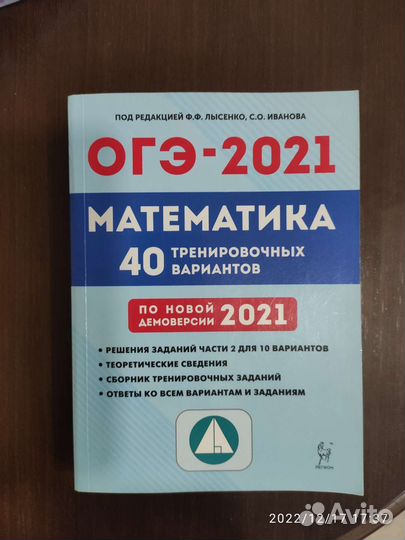 ПОД РЕДАКЦИЕЙ Ф.Ф. ЛЫСЕНКО, С.О. ИВАНОВА
ОГЭ-2021
МАТЕМАТИКА
40 ТРЕНИРОВОЧНЫХ
ВАРИАНТОВ
ПО НОВОЙ
ДЕМОВЕРСИИ 2021
• РЕШЕНИЯ ЗАДАНИЙ ЧАСТИ 2 ДЛЯ 10 ВАРИАНТОВ
• ТЕОРЕТИЧЕСКИЕ СВЕДЕНИЯ
• СБОРНИК ТРЕНИРОВОЧНЫХ ЗАДАНИЙ
• ОТВЕТЫ КО ВСЕМ ВАРИАНТАМ И ЗАДАНИЯМ
ЛЕГИОН
2022/12/17 17:37
Avito